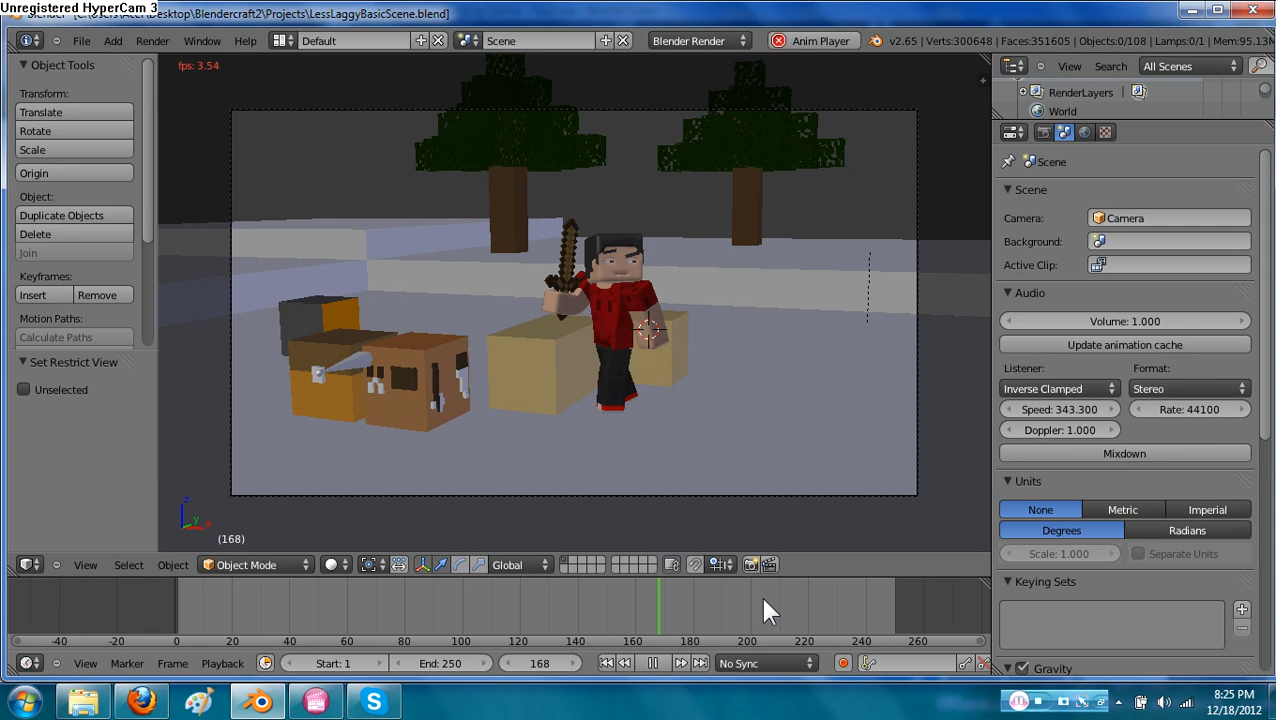 Unregistered HyperCam 3
Blender [C:\Users\Acer\Desktop\Blendercraft2\Projects\LessLaggyBasicScene.blend]
File Add Render Window Help Default Scene Blender Render Anim Player v2.65 | Verts:300648 | Faces:351605 | Objects:0/108 | Lamps:0/1 | Mem:95.13M
Object Tools
Transform:
Translate
Rotate
Scale
Origin
Object:
Duplicate Objects
Delete
Join
Keyframes:
Insert Remove
Motion Paths:
Calculate Paths
Set Restrict View
Unselected
fps: 3.54
z
y
x
(168)
View Select Object Object Mode Global
-40 -20 0 20 40 60 80 100 120 140 160 180 200 220 240 260
View Marker Frame Playback Start: 1 End: 250 168 No Sync
View Search All Scenes
RenderLayers
World
Scene
Scene
Camera: Camera
Background:
Active Clip:
Audio
Volume: 1.000
Update animation cache
Listener: Format:
Inverse Clamped Stereo
Speed: 343.300 Rate: 44100
Doppler: 1.000
Mixdown
Units
None Metric Imperial
Degrees Radians
Scale: 1.000 Separate Units
Keying Sets
Gravity
8:25 PM
12/18/2012